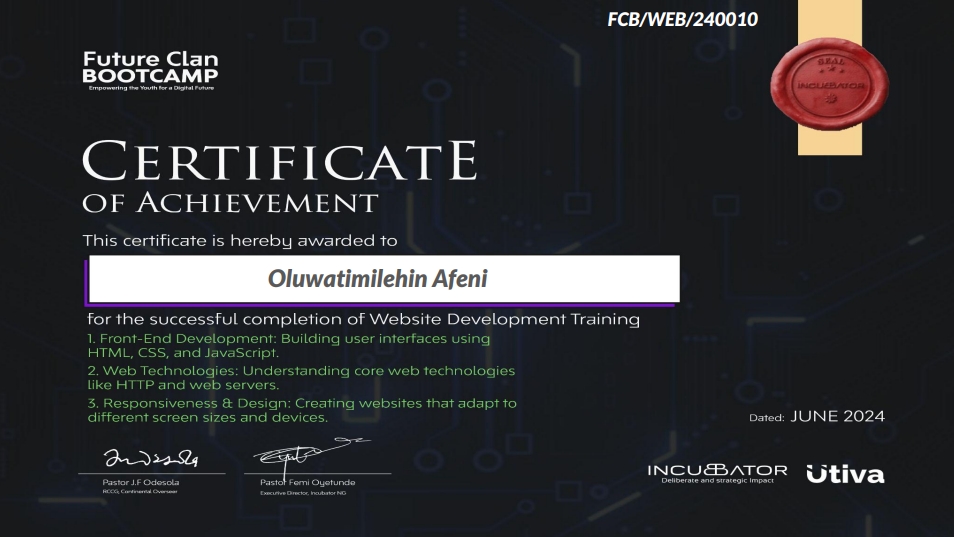 FCB/WEB/240010
Future Clan
BOOTCAMP
Empowering the Youth for a Digital Future
SEAL
INCUBATOR
CERTIFICATE
OF ACHIEVEMENT
This certificate is hereby awarded to
Oluwatimilehin Afeni
for the successful completion of Website Development Training
1. Front-End Development: Building user interfaces using
HTML, CSS, and JavaScript.
2. Web Technologies: Understanding core web technologies
like HTTP and web servers.
3. Responsiveness & Design: Creating websites that adapt to
different screen sizes and devices.
Dated: JUNE 2024
Pastor J.F Odesola
RCCG, Continental Overseer
Pastor Femi Oyetunde
Executive Director, Incubator NG
INCUBATOR
Deliberate and strategic Impact
Utiva